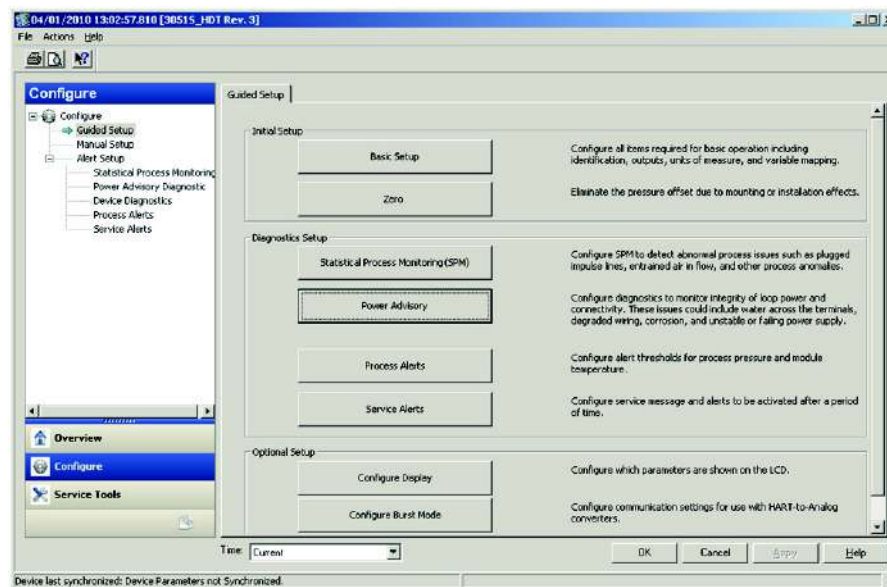 04/01/2010 13:02:57.810 [3051S_HDT Rev. 3]
File Actions Help
Configure
Configure
Guided Setup
Manual Setup
Alert Setup
Statistical Process Monitoring
Power Advisory Diagnostic
Device Diagnostics
Process Alerts
Service Alerts
Overview
Configure
Service Tools
Guided Setup
Initial Setup
Basic Setup
Configure all items required for basic operation including
identification, outputs, units of measure, and variable mapping.
Zero
Eliminate the pressure offset due to mounting or installation effects.
Diagnostics Setup
Statistical Process Monitoring (SPM)
Configure SPM to detect abnormal process issues such as plugged
impulse lines, entrained air in flow, and other process anomalies.
Power Advisory
Configure diagnostics to monitor integrity of loop power and
connectivity. These issues could include water across the terminals,
degraded wiring, corrosion, and unstable or failing power supply.
Process Alerts
Configure alert thresholds for process pressure and module
temperature.
Service Alerts
Configure service message and alerts to be activated after a period
of time.
Optional Setup
Configure Display
Configure which parameters are shown on the LCD.
Configure Burst Mode
Configure communication settings for use with HART-to-Analog
converters.
Time: Current
OK Cancel Apply Help
Device last synchronized: Device Parameters not Synchronized.